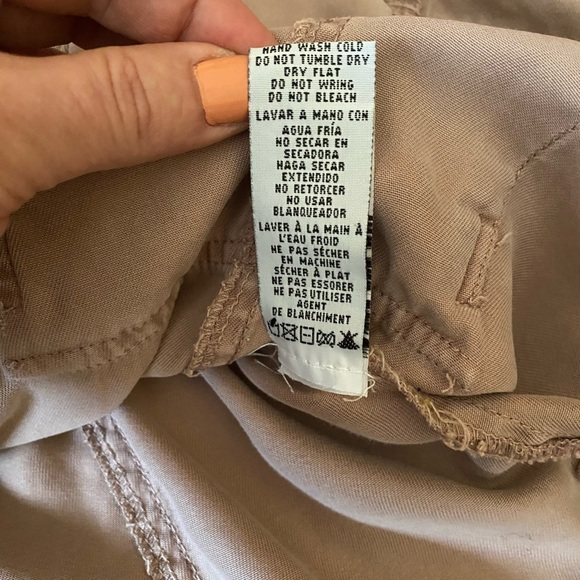 HAND WASH COLD
DO NOT TUMBLE DRY
DRY FLAT
DO NOT WRING
DO NOT BLEACH
LAVAR A MANO CON
AGUA FRÍA
NO SECAR EN
SECADORA
HAGA SECAR
EXTENDIDO
NO RETORCER
NO USAR
BLANQUEADOR
LAVER À LA MAIN À
L'EAU FROID
NE PAS SÉCHER
EN MACHINE
SÉCHER À PLAT
NE PAS ESSORER
NE PAS UTILISER
AGENT
DE BLANCHIMENT